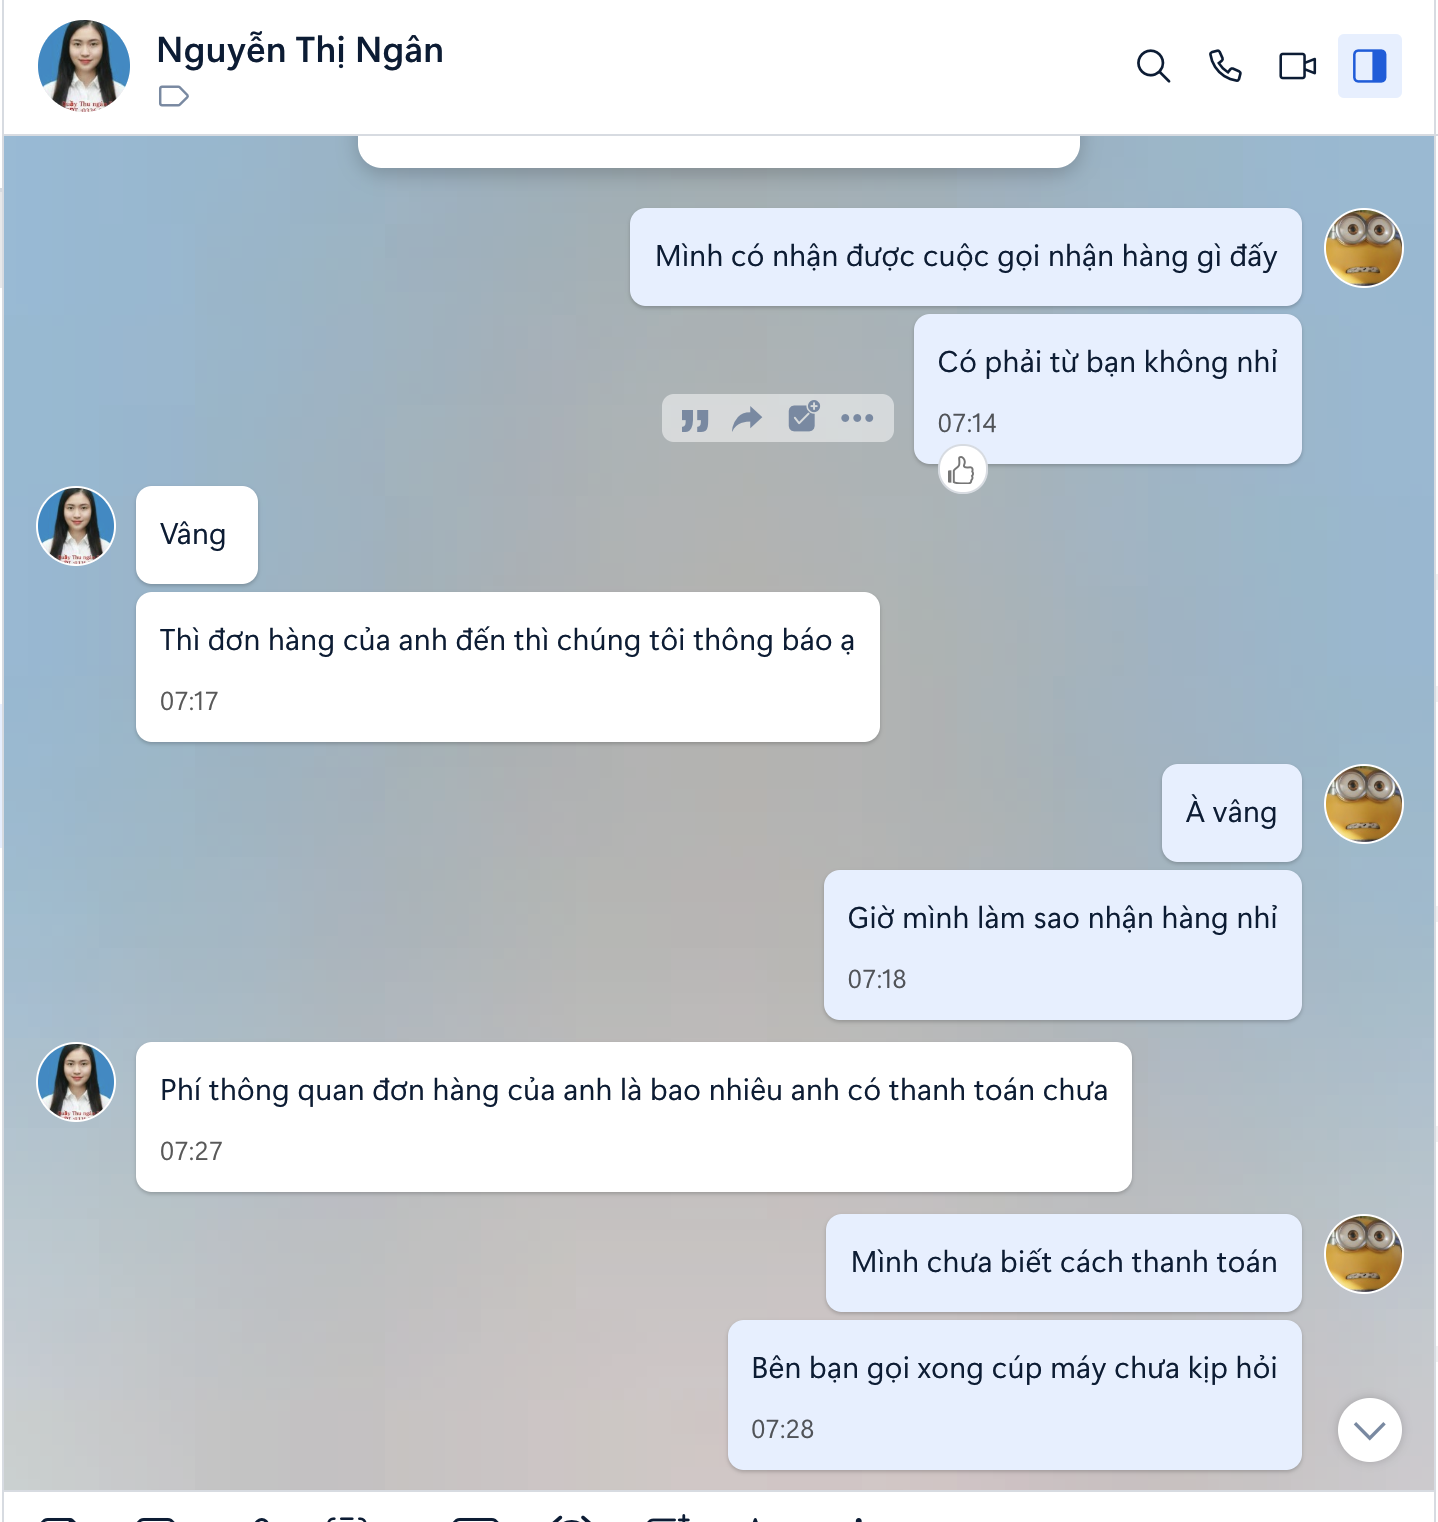 Nguyễn Thị Ngân
Mình có nhận được cuộc gọi nhận hàng gì đấy
Có phải từ bạn không nhỉ
07:14
Vâng
Thì đơn hàng của anh đến thì chúng tôi thông báo ạ
07:17
À vâng
Giờ mình làm sao nhận hàng nhỉ
07:18
Phí thông quan đơn hàng của anh là bao nhiêu anh có thanh toán chưa
07:27
Mình chưa biết cách thanh toán
Bên bạn gọi xong cúp máy chưa kịp hỏi
07:28